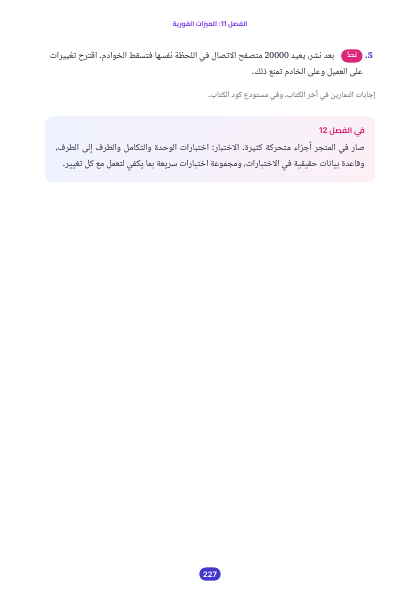 الفصل 11: الميزات الفورية
5. تحدٍّ بعد نشر، يعيد 20000 متصفح الاتصال في اللحظة نفسها فتسقط الخوادم. اقترح تغييرات
على العميل وعلى الخادم تمنع ذلك.
إجابات التمارين في آخر الكتاب، وفي مستودع كود الكتاب.
في الفصل 12
صار في المتجر أجزاء متحركة كثيرة. الاختبار: اختبارات الوحدة والتكامل والطرف إلى الطرف،
وقاعدة بيانات حقيقية في الاختبارات، ومجموعة اختبارات سريعة بما يكفي لتعمل مع كل تغيير.
227